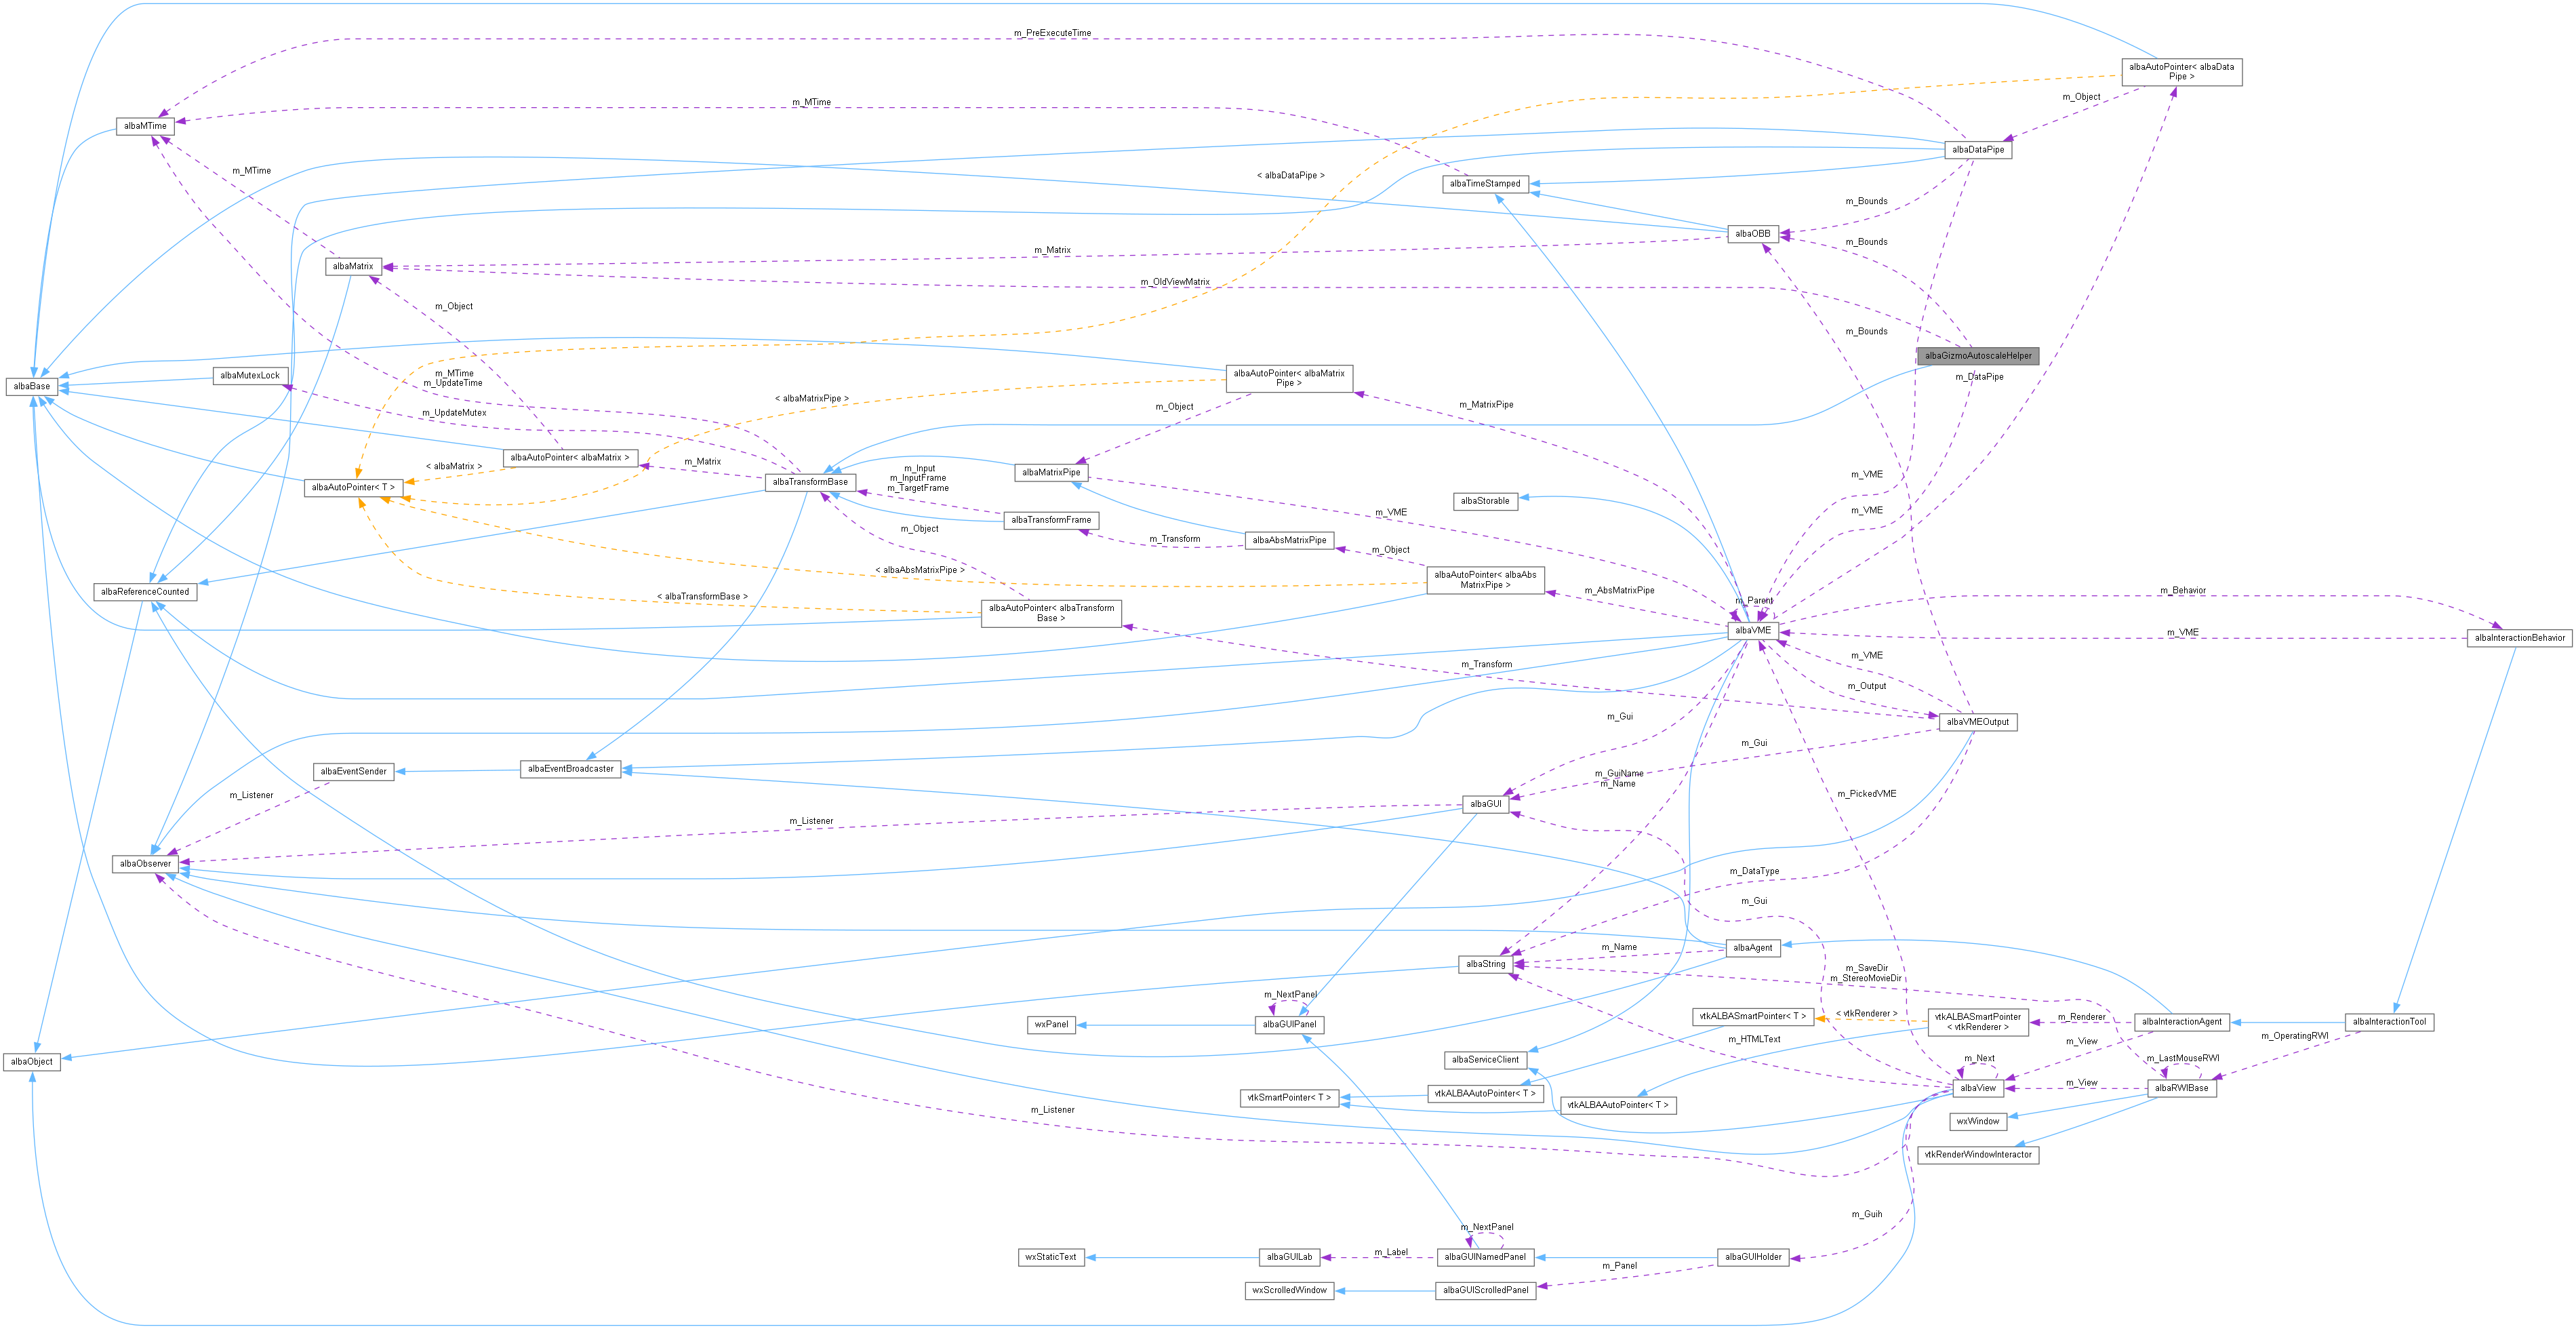 m_PreExecuteTime
albaAutoPointer< albaData
Pipe >
m_Object
m_MTime
albaMTime
albaDataPipe
m_MTime
< albaDataPipe >
albaTimeStamped
m_Bounds
albaOBB
m_Bounds
m_Matrix
albaMatrix
m_OldViewMatrix
m_Object
m_Bounds
albaGizmoAutoscaleHelper
albaMutexLock
m_MTime
m_UpdateTime
albaAutoPointer< albaMatrix
Pipe >
m_DataPipe
albaBase
< albaMatrixPipe >
m_Object
m_MatrixPipe
m_UpdateMutex
albaAutoPointer< albaMatrix >
< albaMatrix >
m_Matrix
m_Input
m_InputFrame
m_TargetFrame
albaMatrixPipe
m_VME
albaAutoPointer< T >
albaTransformBase
albaStorable
m_VME
m_VME
albaTransformFrame
m_Object
m_Transform
albaAbsMatrixPipe
m_Object
< albaAbsMatrixPipe >
albaAutoPointer< albaAbs
MatrixPipe >
albaReferenceCounted
< albaTransformBase >
albaAutoPointer< albaTransform
Base >
m_AbsMatrixPipe
m_Parent
m_Behavior
albaVME
m_VME
albaInteractionBehavior
m_Transform
m_VME
m_Output
m_Gui
albaVMEOutput
m_Gui
albaEventSender
albaEventBroadcaster
m_GuiName
m_Name
m_Listener
albaGUI
m_PickedVME
m_Listener
albaObserver
m_DataType
m_Gui
albaAgent
m_Name
albaString
m_SaveDir
m_StereoMovieDir
m_NextPanel
wxPanel
albaGUIPanel
vtkALBASmartPointer< T >
< vtkRenderer >
vtkALBASmartPointer
< vtkRenderer >
m_Renderer
albaInteractionAgent
albaInteractionTool
m_HTMLText
m_View
m_OperatingRWI
albaObject
albaServiceClient
m_Next
m_LastMouseRWI
albaView
m_View
albaRWIBase
vtkSmartPointer< T >
vtkALBAAutoPointer< T >
vtkALBAAutoPointer< T >
m_Listener
wxWindow
vtkRenderWindowInteractor
m_Guih
m_NextPanel
wxStaticText
albaGUILab
m_Label
albaGUINamedPanel
albaGUIHolder
m_Panel
wxScrolledWindow
albaGUIScrolledPanel